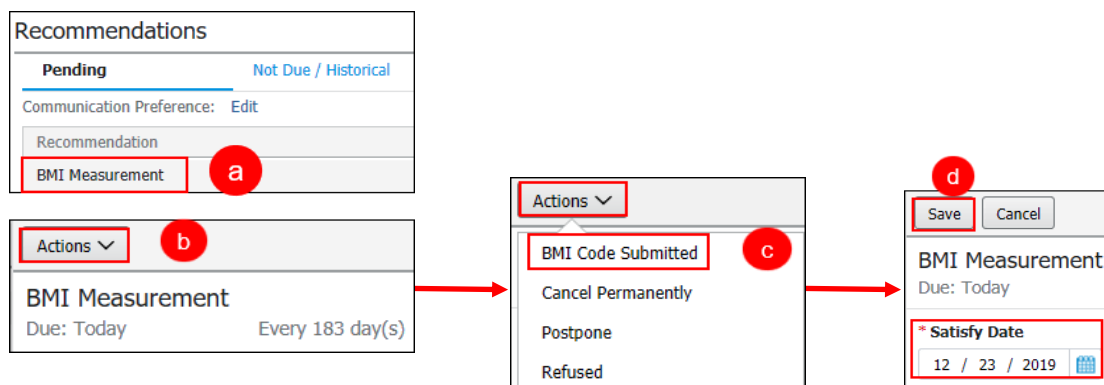 Recommendations
Pending Not Due / Historical
Communication Preference: Edit
Recommendation
BMI Measurement a
Actions b
BMI Measurement
Due: Today Every 183 day(s)
Actions
BMI Code Submitted c
Cancel Permanently
Postpone
Refused
d
Save Cancel
BMI Measurement
Due: Today
* Satisfy Date
12 / 23 / 2019